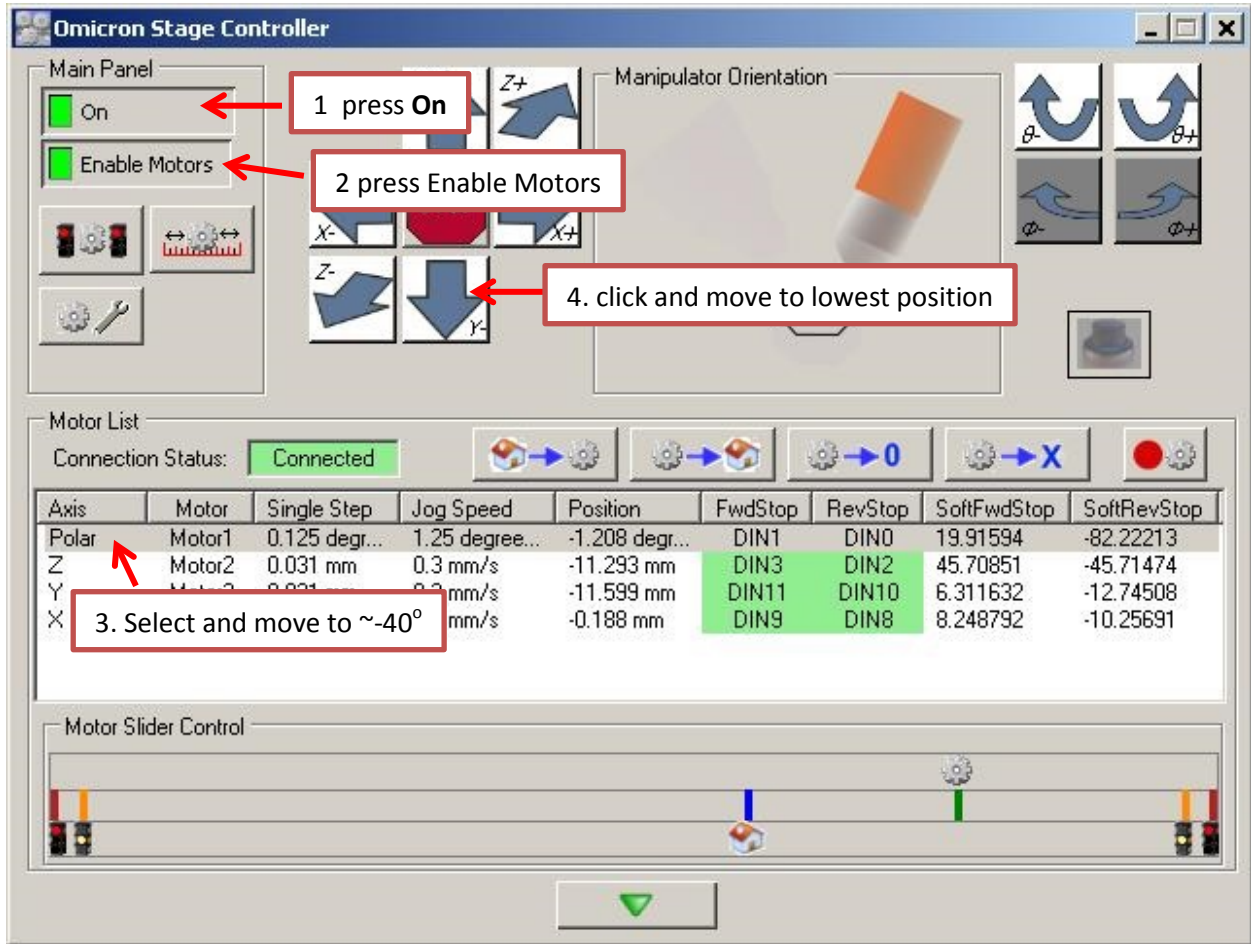 Omicron Stage Controller
Main Panel
On
Enable Motors
1 press On
2 press Enable Motors
Z+
X-
X+
Z-
Y-
4. click and move to lowest position
Manipulator Orientation
θ-
θ+
Φ-
Φ+
Motor List
Connection Status: Connected
0
X
Axis Motor Single Step Jog Speed Position FwdStop RevStop SoftFwdStop SoftRevStop
Polar Motor1 0.125 degr... 1.25 degree... -1.208 degr... DIN1 DIN0 19.91594 -82.22213
Z Motor2 0.031 mm 0.3 mm/s -11.293 mm DIN3 DIN2 45.70851 -45.71474
Y mm/s -11.599 mm DIN11 DIN10 6.311632 -12.74508
X mm/s -0.188 mm DIN9 DIN8 8.248792 -10.25691
3. Select and move to ~-40°
Motor Slider Control